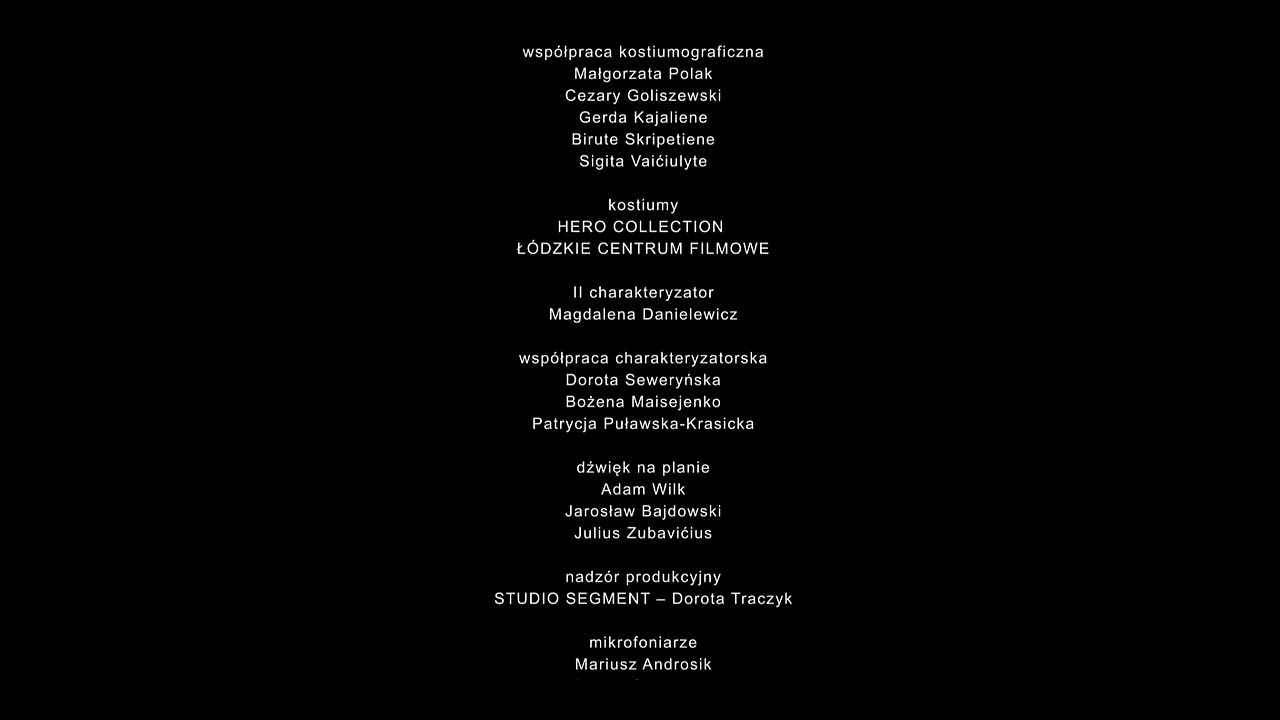 współpraca kostiumograficzna
Małgorzata Polak
Cezary Goliszewski
Gerda Kajaliene
Birute Skripetiene
Sigita Vaićiulyte
kostiumy
HERO COLLECTION
ŁÓDZKIE CENTRUM FILMOWE
II charakteryzator
Magdalena Danielewicz
współpraca charakteryzatorska
Dorota Seweryńska
Bożena Maisejenko
Patrycja Puławska-Krasicka
dźwięk na planie
Adam Wilk
Jarosław Bajdowski
Julius Zubavićius
nadzór produkcyjny
STUDIO SEGMENT – Dorota Traczyk
mikrofoniarze
Mariusz Androsik